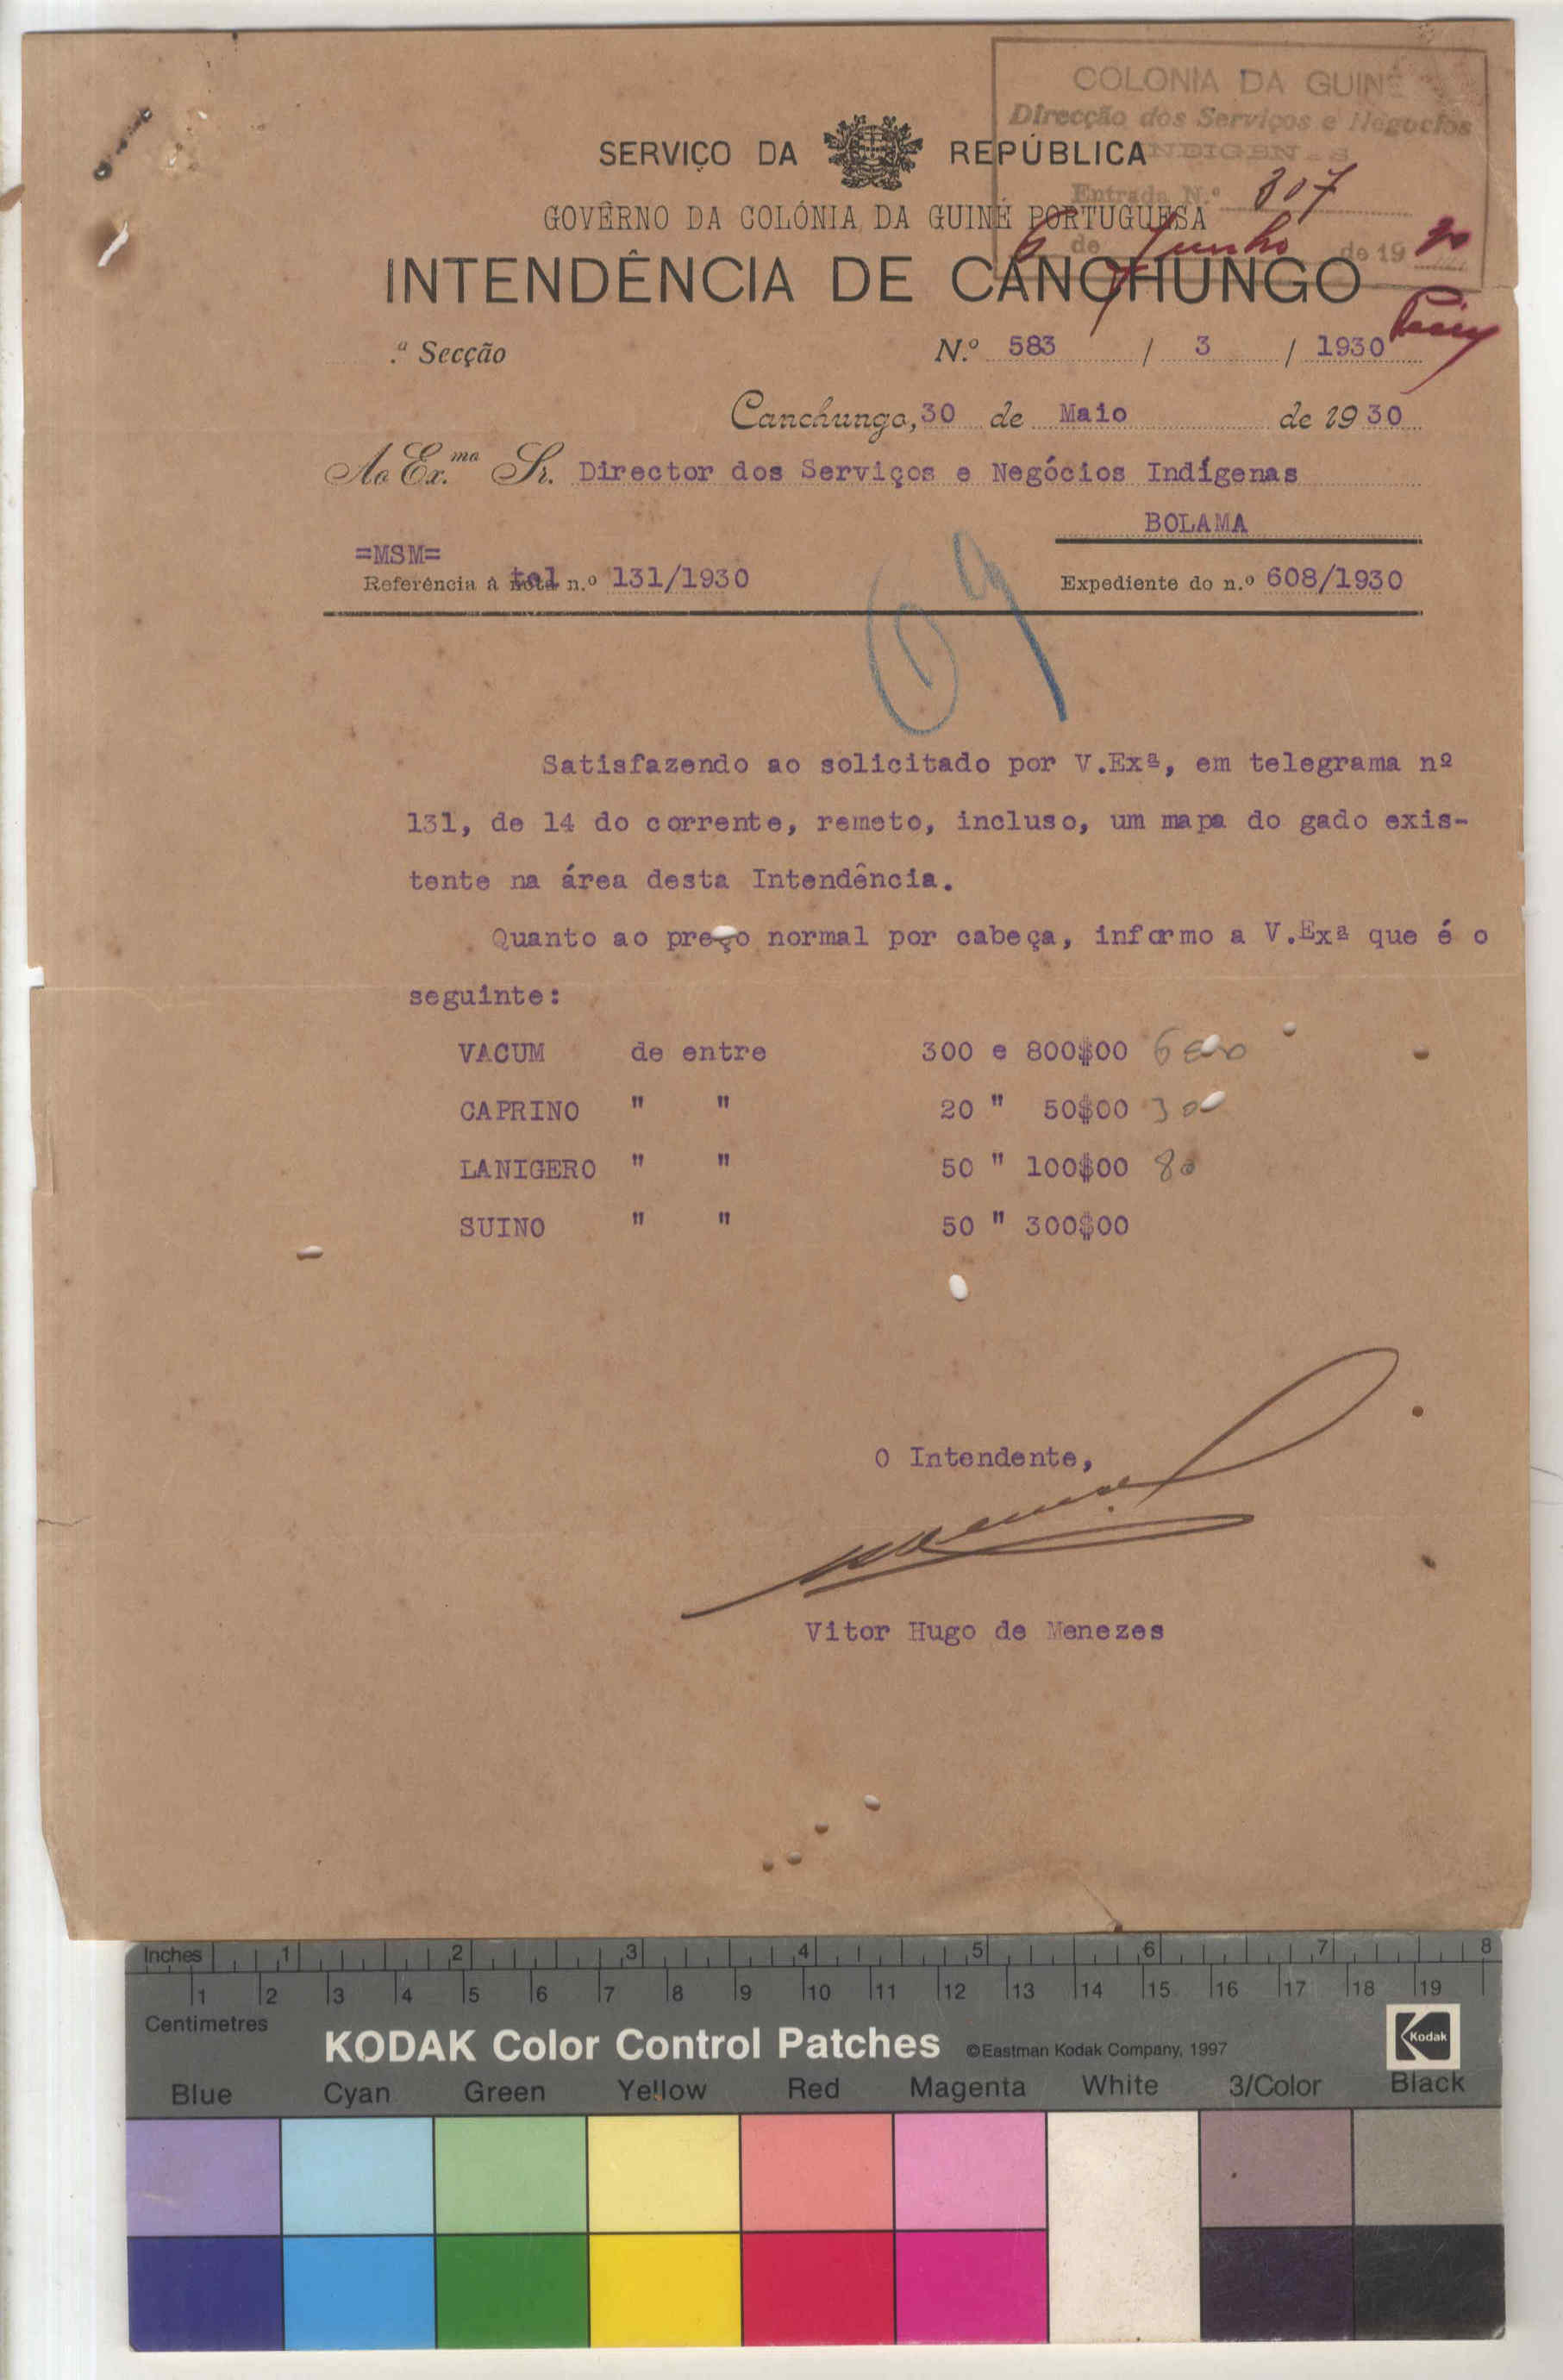 COLONIA DA GUINÉ
Direcção dos Serviços e Negocios
INDIGENAS
Entrada N.º 307
6 de Junho de 19 30
SERVIÇO DA REPÚBLICA
GOVÊRNO DA COLÓNIA DA GUINÉ PORTUGUESA
INTENDÊNCIA DE CANCHUNGO
.ª Secção N.º 583 / 3 / 1930
Canchungo, 30 de Maio de 1930
Ao Ex.mo Sr. Director dos Serviços e Negócios Indígenas
BOLAMA
=MSM=
Referência à tel n.º 131/1930 Expediente do n.º 608/1930
Satisfazendo ao solicitado por V.Exª, em telegrama nº
131, de 14 do corrente, remeto, incluso, um mapa do gado exis-
tente na área desta Intendência.
Quanto ao preço normal por cabeça, informo a V.Exª que é o
seguinte:
VACUM de entre 300 e 800$00
CAPRINO " " 20 " 50$00
LANIGERO " " 50 " 100$00 80
SUINO " " 50 " 300$00
O Intendente,
Vitor Hugo de Menezes
Inches 1 2 3 4 5 6 7 8
1 2 3 4 5 6 7 8 9 10 11 12 13 14 15 16 17 18 19
Centimetres
KODAK Color Control Patches ©Eastman Kodak Company, 1997 Kodak
Blue Cyan Green Yellow Red Magenta White 3/Color Black